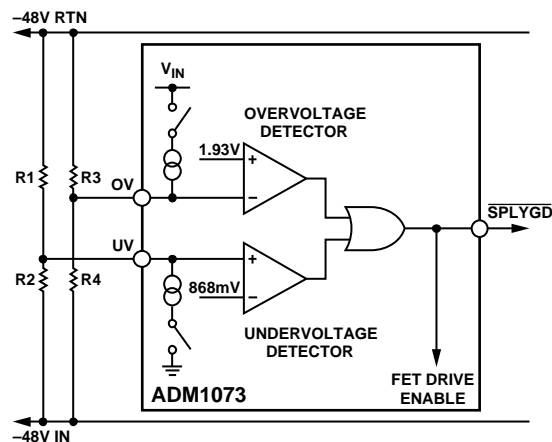 –48V RTN
V_IN
OVERVOLTAGE
DETECTOR
1.93V
+
–
R1
R3
OV
SPLYGD
UV
+
R2
R4
868mV
–
UNDERVOLTAGE
DETECTOR
FET DRIVE
ENABLE
ADM1073
–48V IN